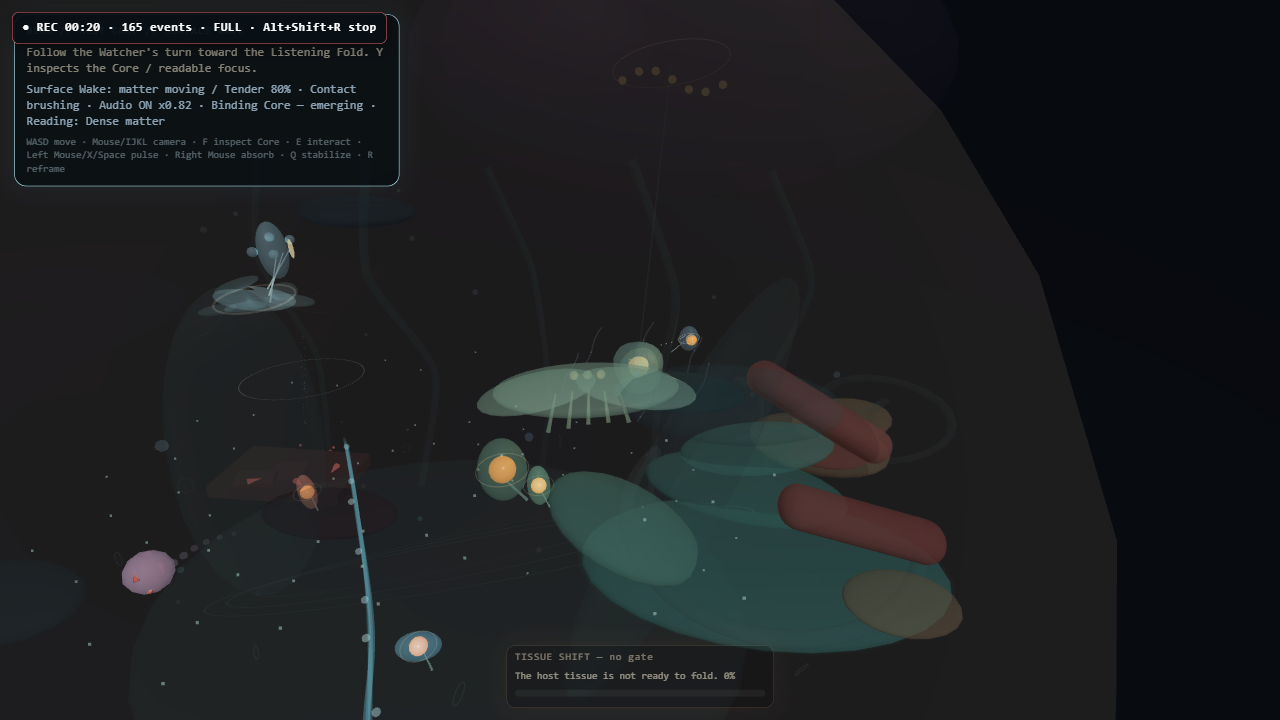 ● REC 00:20 · 165 events · FULL · Alt+Shift+R stop
Follow the Watcher's turn toward the Listening Fold. Y
inspects the Core / readable focus.
Surface Wake: matter moving / Tender 80% · Contact
brushing · Audio ON x0.82 · Binding Core — emerging ·
Reading: Dense matter
WASD move · Mouse/IJKL camera · F inspect Core · E interact ·
Left Mouse/X/Space pulse · Right Mouse absorb · Q stabilize · R
reframe
TISSUE SHIFT — no gate
The host tissue is not ready to fold. 0%